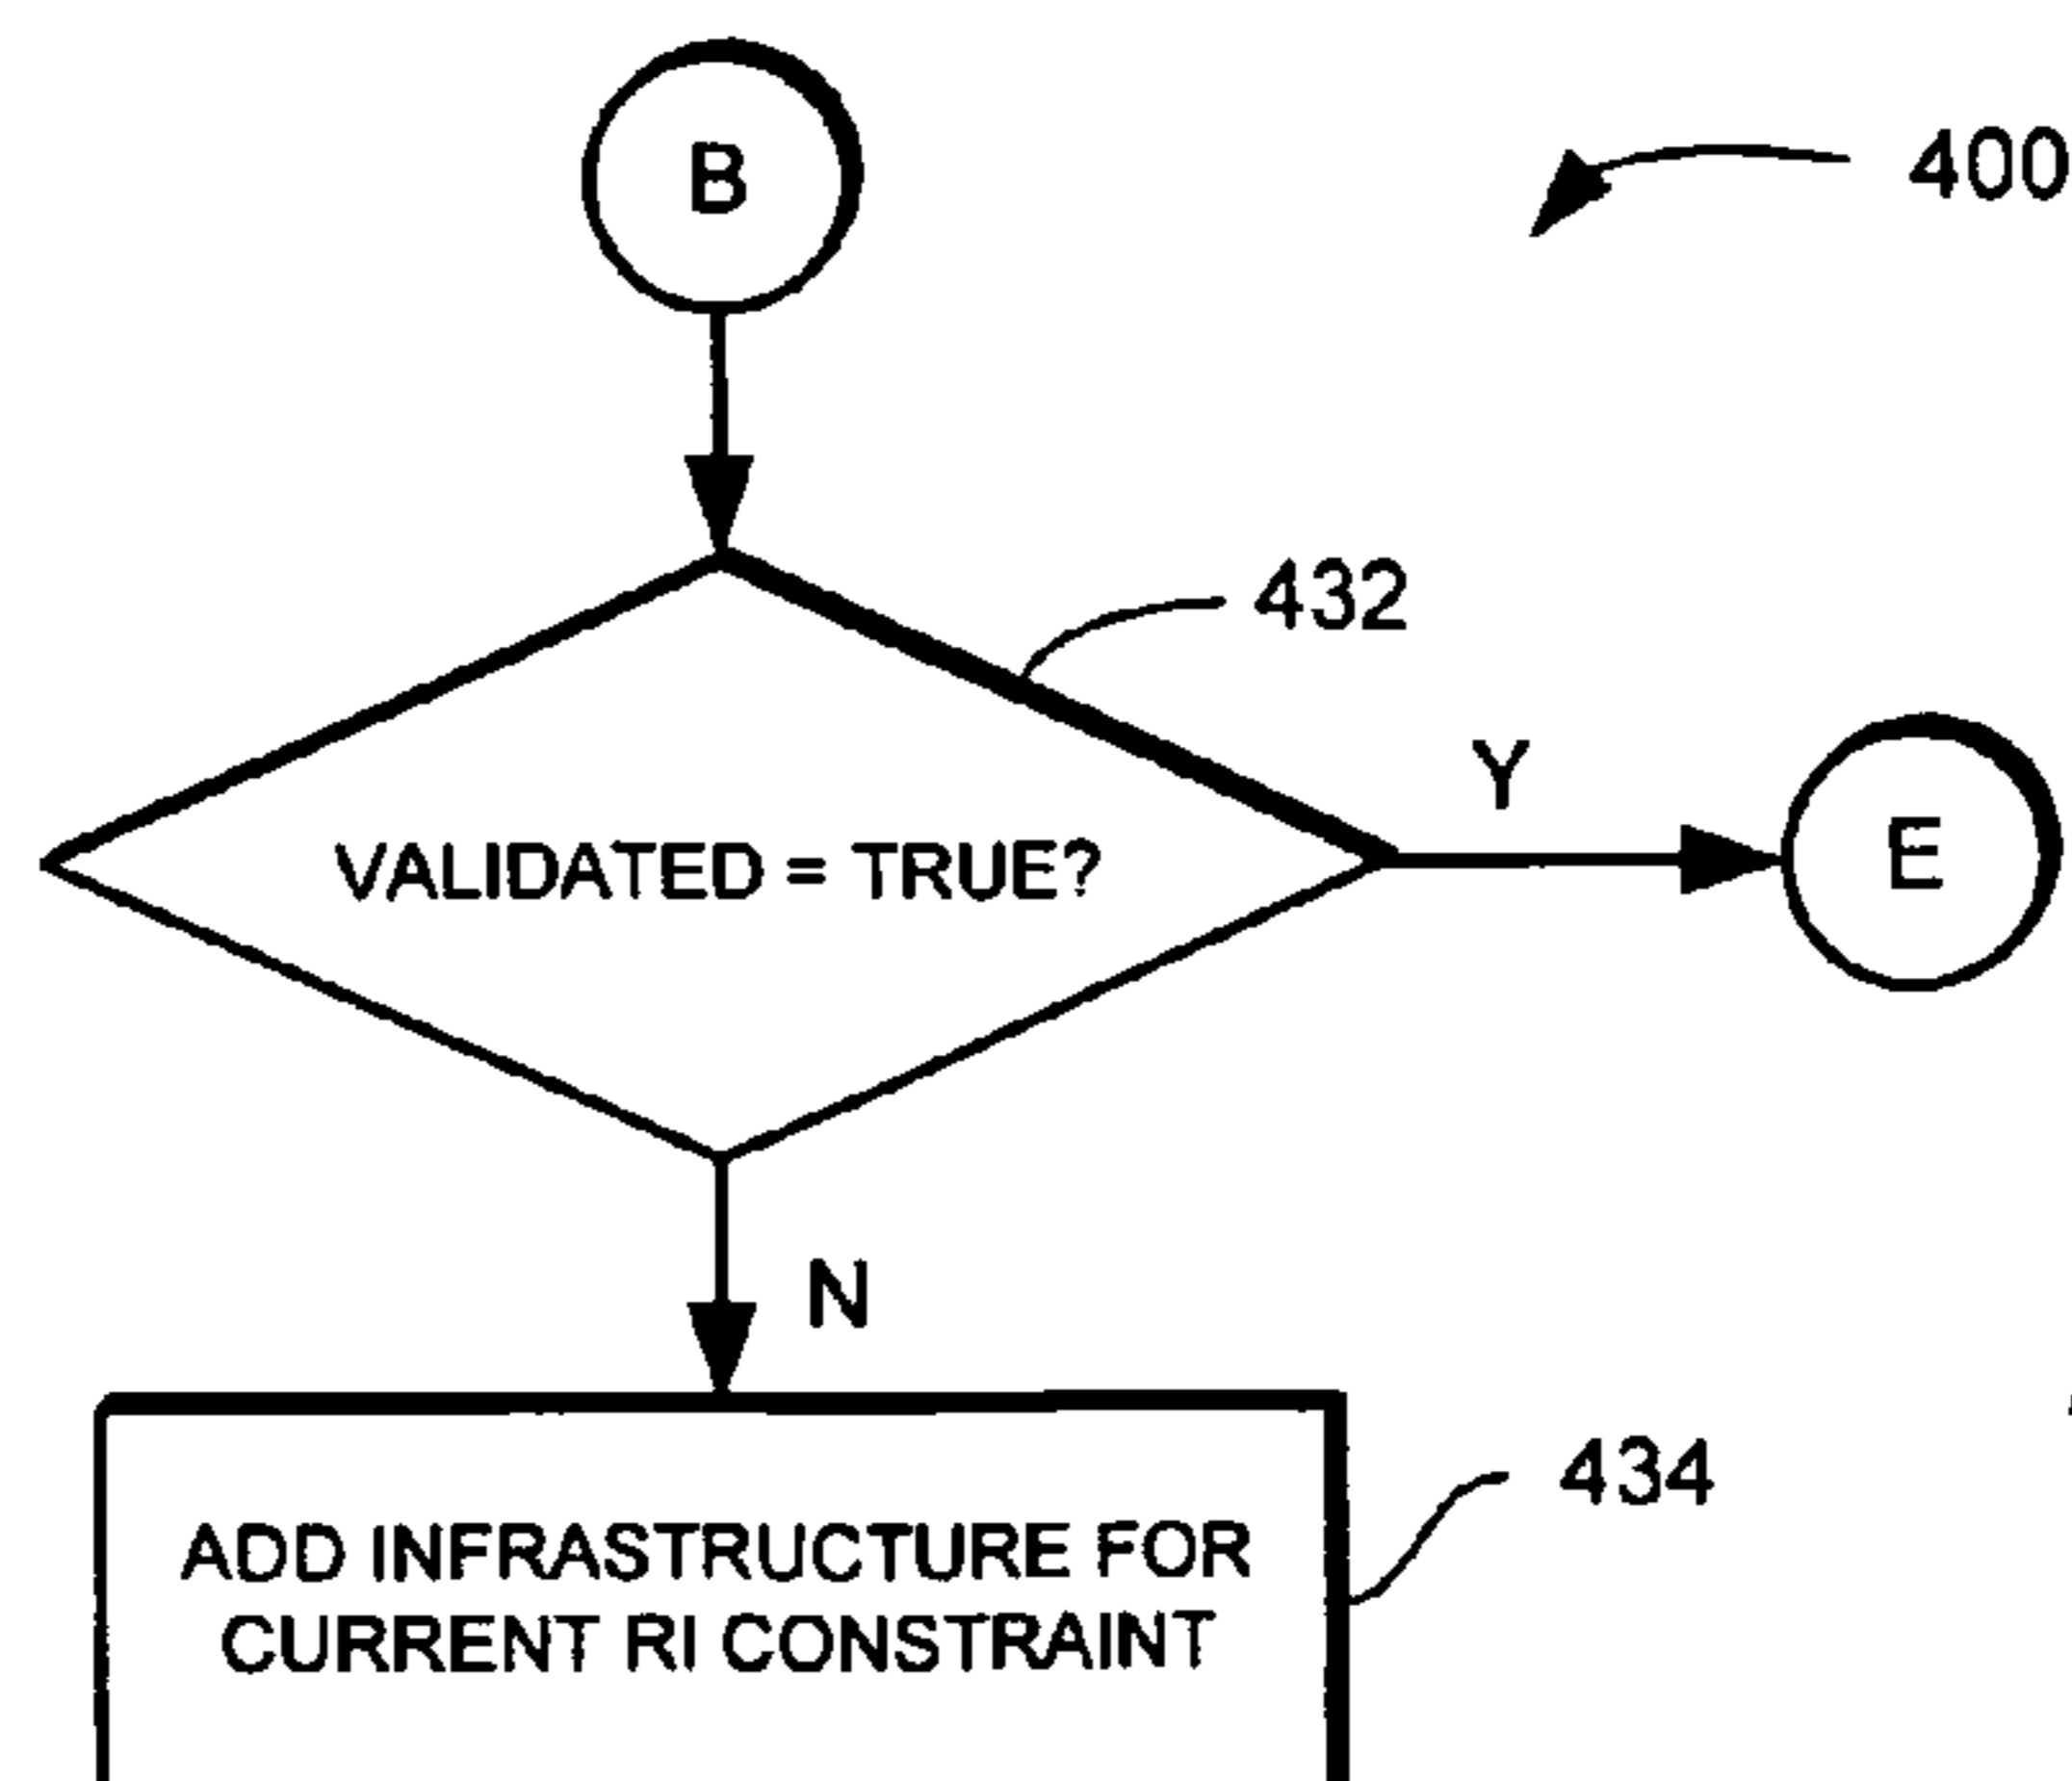 B
400
432
Y
VALIDATED = TRUE?
E
N
434
ADD INFRASTRUCTURE FOR
CURRENT RI CONSTRAINT